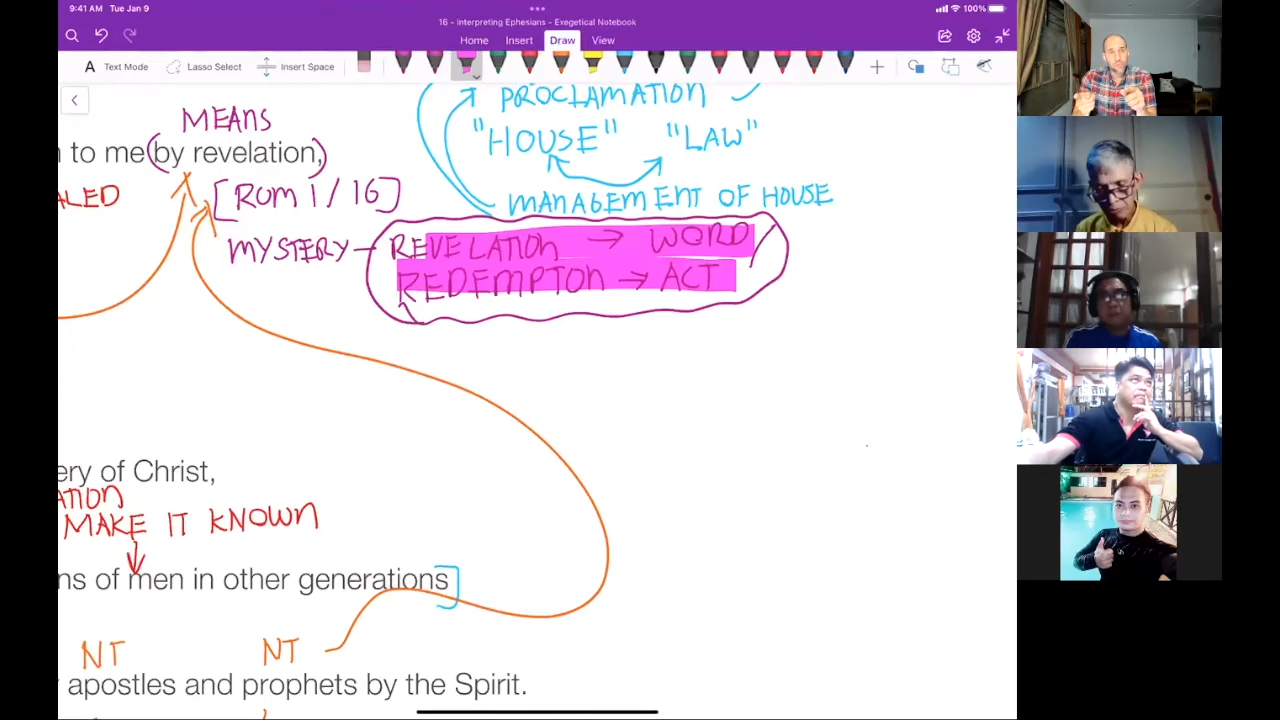 9:41 AM Tue Jan 9
100%
16 - Interpreting Ephesians - Exegetical Notebook
Home Insert Draw View
A Text Mode Lasso Select Insert Space
PROCLAMATION
MEANS
"HOUSE" "LAW"
to me (by revelation,)
ALED
[ROM 1 / 16]
MANAGEMENT OF HOUSE
MYSTERY - REVELATION → WORD
REDEMPTON → ACT
ery of Christ,
ATION
MAKE IT KNOWN
ns of men in other generations]
NT NT
apostles and prophets by the Spirit.